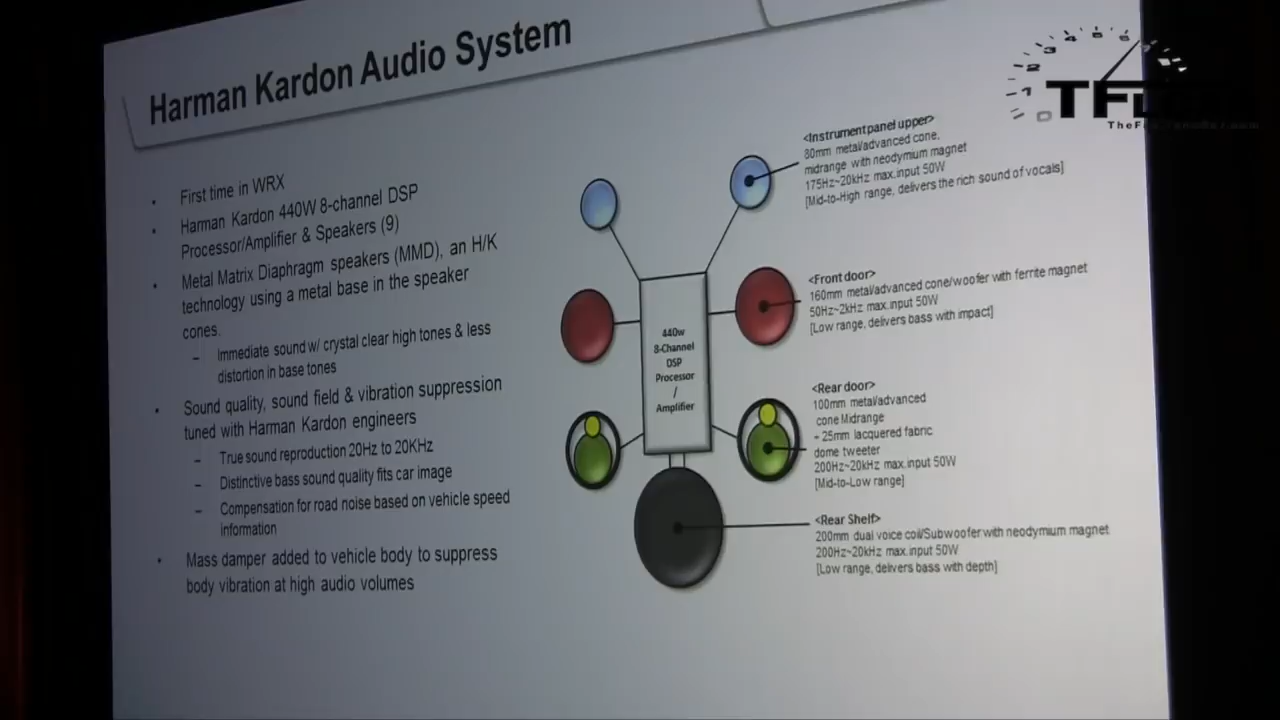 Harman Kardon Audio System
• First time in WRX
• Harman Kardon 440W 8-channel DSP
Processor/Amplifier & Speakers (9)
• Metal Matrix Diaphragm speakers (MMD), an H/K
technology using a metal base in the speaker
cones.
– Immediate sound w/ crystal clear high tones & less
distortion in base tones
• Sound quality, sound field & vibration suppression
tuned with Harman Kardon engineers
– True sound reproduction 20Hz to 20KHz
– Distinctive bass sound quality fits car image
– Compensation for road noise based on vehicle speed
information
• Mass damper added to vehicle body to suppress
body vibration at high audio volumes
440w
8-Channel
DSP
Processor
/
Amplifier
<Instrument panel upper>
80mm metal/advanced cone,
midrange with neodymium magnet
175Hz~20kHz max.input 50W
[Mid-to-High range, delivers the rich sound of vocals]
<Front door>
160mm metal/advanced cone/woofer with ferrite magnet
50Hz~2kHz max.input 50W
[Low range, delivers bass with impact]
<Rear door>
100mm metal/advanced
cone Midrange
+ 25mm lacquered fabric
dome tweeter
200Hz~20kHz max.input 50W
[Mid-to-Low range]
<Rear Shelf>
200mm dual voice coil/Subwoofer with neodymium magnet
200Hz~20kHz max.input 50W
[Low range, delivers bass with depth]
0 1 2 3 4 5 6